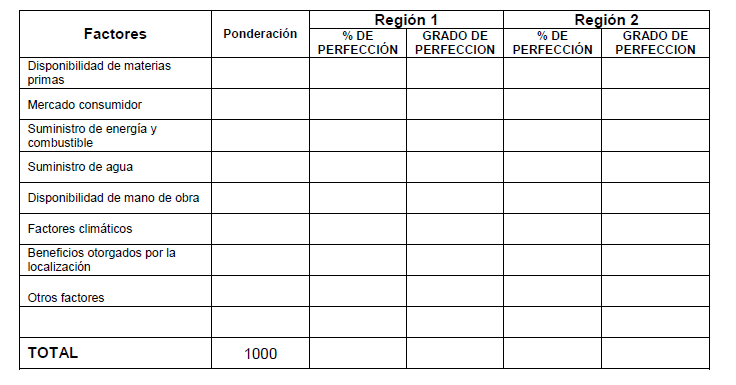 Factores
Ponderación
Región 1
Región 2
% DE
PERFECCIÓN
GRADO DE
PERFECCION
% DE
PERFECCIÓN
GRADO DE
PERFECCION
Disponibilidad de materias
primas
Mercado consumidor
Suministro de energía y
combustible
Suministro de agua
Disponibilidad de mano de obra
Factores climáticos
Beneficios otorgados por la
localización
Otros factores
TOTAL
1000